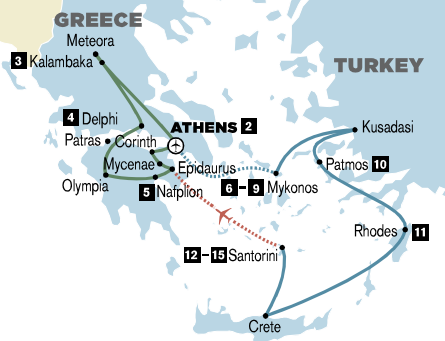 GREECE
Meteora
3 Kalambaka
TURKEY
4 Delphi
ATHENS 2
Kusadasi
Patras
Corinth
Mycenae
Epidaurus
Patmos 10
Olympia
5 Nafplion
6 – 9 Mykonos
Rhodes 11
12 – 15 Santorini
Crete